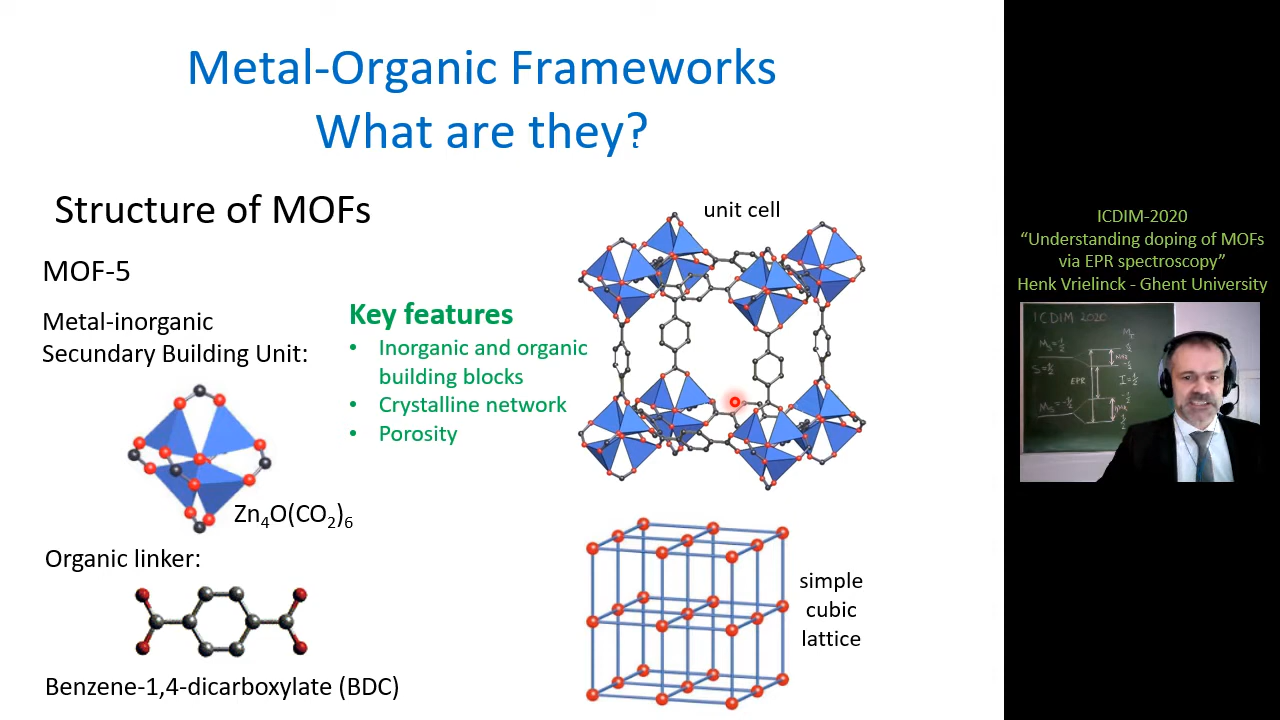 Metal-Organic Frameworks
What are they?
Structure of MOFs
MOF-5
Metal-inorganic
Secundary Building Unit:
Zn₄O(CO₂)₆
Organic linker:
Benzene-1,4-dicarboxylate (BDC)
Key features
• Inorganic and organic
building blocks
• Crystalline network
• Porosity
unit cell
simple
cubic
lattice
ICDIM-2020
“Understanding doping of MOFs
via EPR spectroscopy”
Henk Vrielinck - Ghent University
ICDIM 2020
EPR